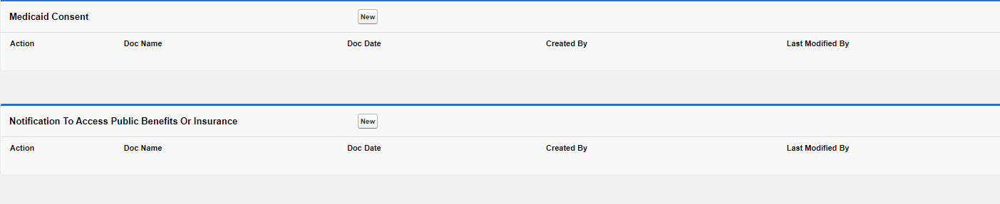 Medicaid Consent New
Action Doc Name Doc Date Created By Last Modified By
Notification To Access Public Benefits Or Insurance New
Action Doc Name Doc Date Created By Last Modified By